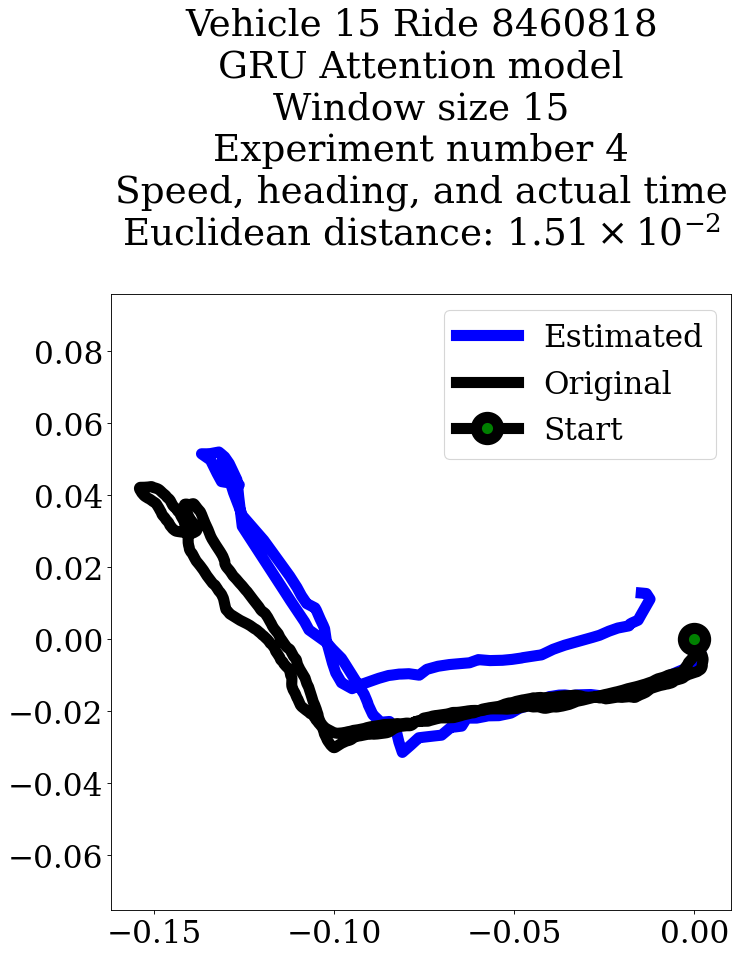 Vehicle 15 Ride 8460818
GRU Attention model
Window size 15
Experiment number 4
Speed, heading, and actual time
Euclidean distance: 1.51 × 10⁻²
Estimated
Original
Start
0.08
0.06
0.04
0.02
0.00
−0.02
−0.04
−0.06
−0.15 −0.10 −0.05 0.00